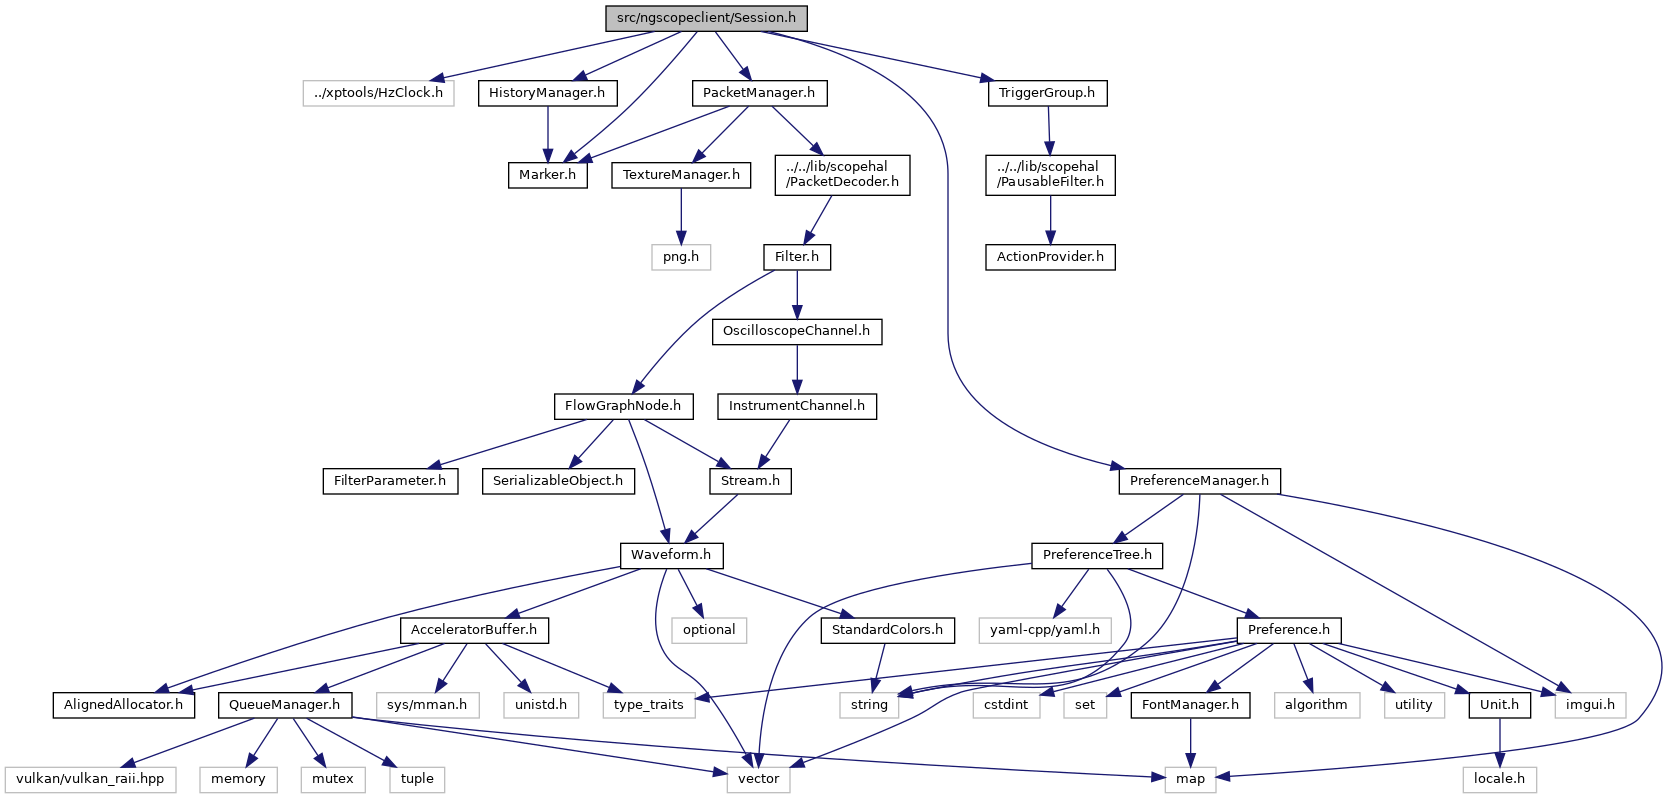 src/ngscopeclient/Session.h
../xptools/HzClock.h
HistoryManager.h
PacketManager.h
TriggerGroup.h
Marker.h
TextureManager.h
../../lib/scopehal
/PacketDecoder.h
../../lib/scopehal
/PausableFilter.h
png.h
Filter.h
ActionProvider.h
OscilloscopeChannel.h
FlowGraphNode.h
InstrumentChannel.h
FilterParameter.h
SerializableObject.h
Stream.h
PreferenceManager.h
Waveform.h
PreferenceTree.h
AcceleratorBuffer.h
optional
StandardColors.h
yaml-cpp/yaml.h
Preference.h
AlignedAllocator.h
QueueManager.h
sys/mman.h
unistd.h
type_traits
string
cstdint
set
FontManager.h
algorithm
utility
Unit.h
imgui.h
vulkan/vulkan_raii.hpp
memory
mutex
tuple
vector
map
locale.h